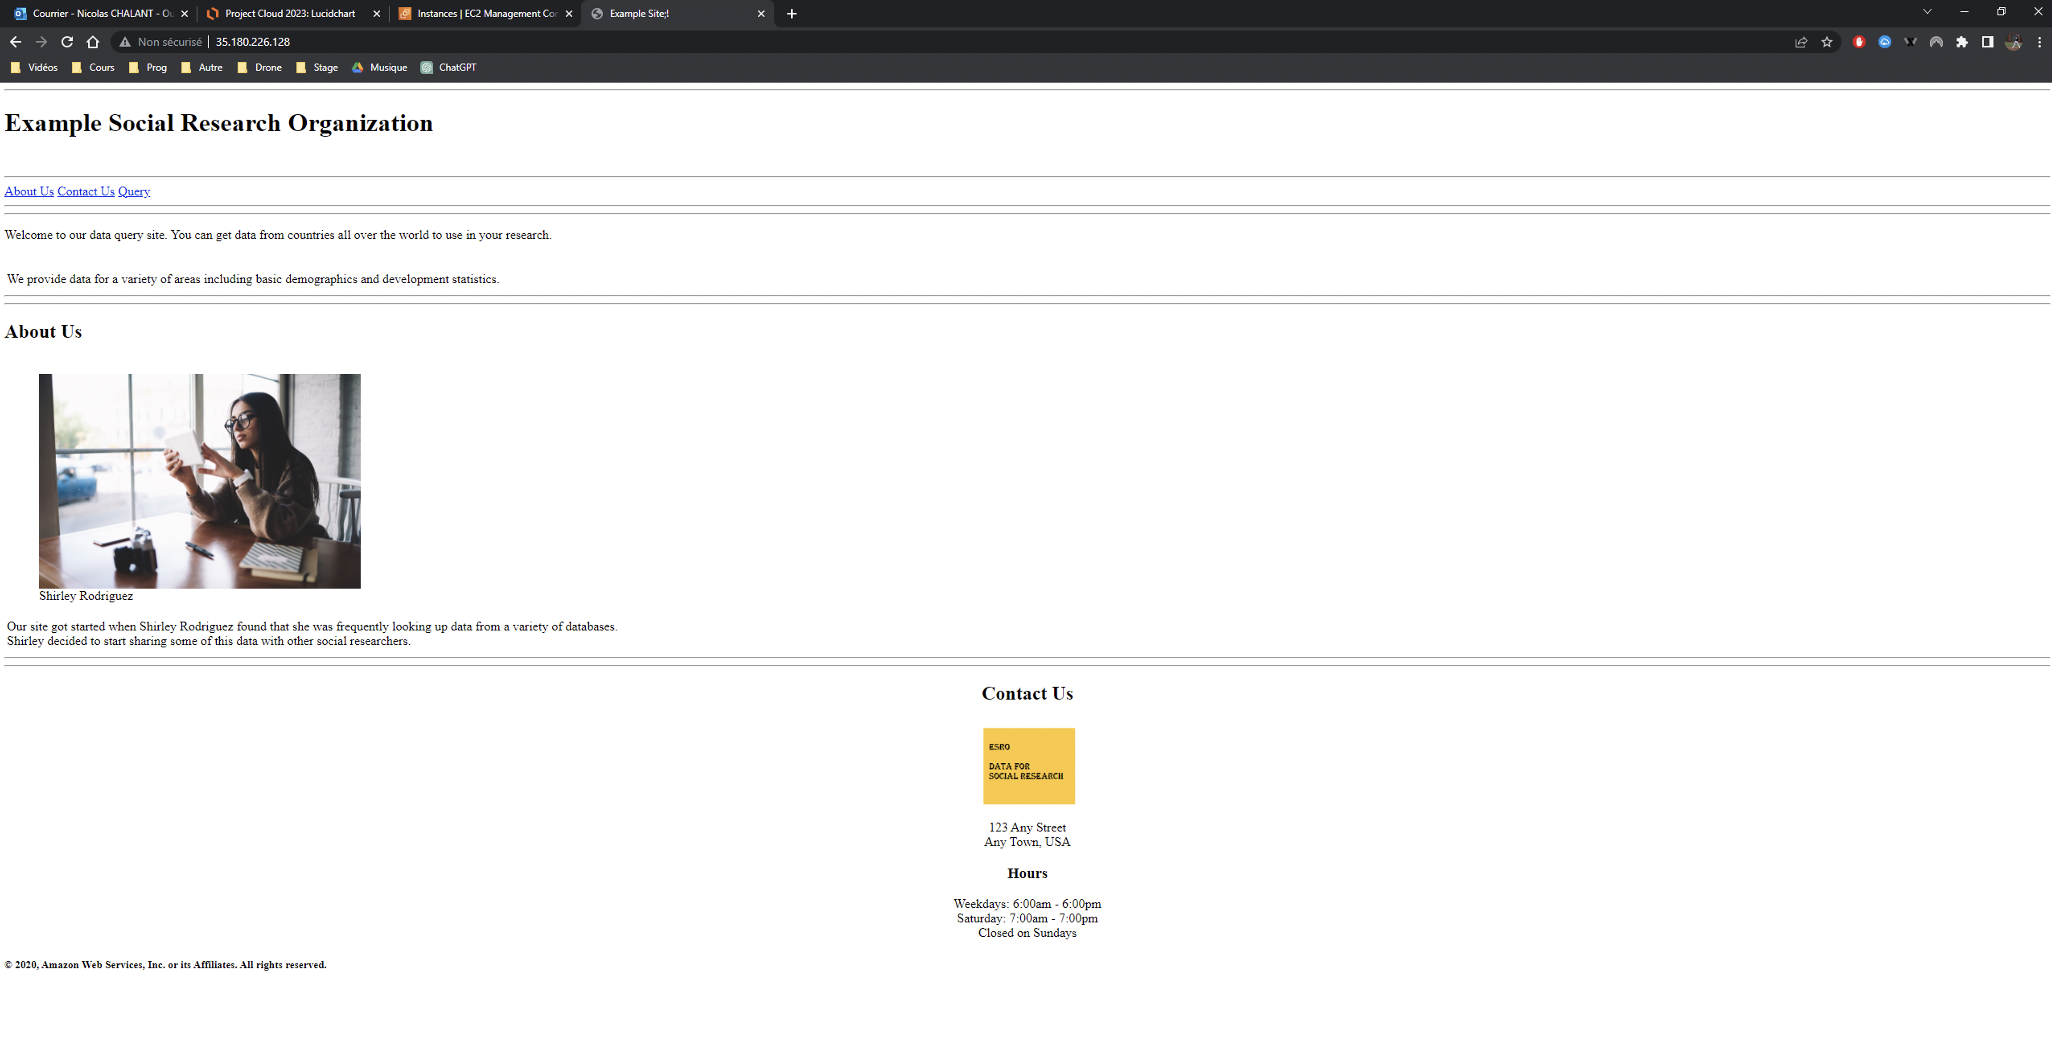 Courrier - Nicolas CHALANT - Ou
Project Cloud 2023: Lucidchart
Instances | EC2 Management Con
Example Site;!
Non sécurisé
35.180.226.128
Vidéos
Cours
Prog
Autre
Drone
Stage
Musique
ChatGPT
Example Social Research Organization
About Us Contact Us Query
Welcome to our data query site. You can get data from countries all over the world to use in your research.
We provide data for a variety of areas including basic demographics and development statistics.
About Us
Shirley Rodriguez
Our site got started when Shirley Rodriguez found that she was frequently looking up data from a variety of databases.
Shirley decided to start sharing some of this data with other social researchers.
Contact Us
ESRO
DATA FOR
SOCIAL RESEARCH
123 Any Street
Any Town, USA
Hours
Weekdays: 6:00am - 6:00pm
Saturday: 7:00am - 7:00pm
Closed on Sundays
© 2020, Amazon Web Services, Inc. or its Affiliates. All rights reserved.